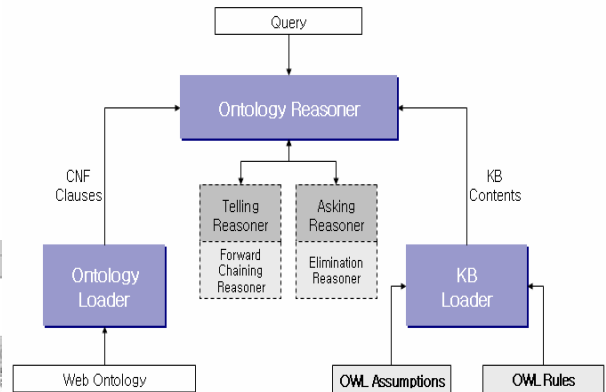 Query
Ontology Reasoner
CNF
Clauses
KB
Contents
Telling
Reasoner
Asking
Reasoner
Forward
Chaining
Reasoner
Elimination
Reasoner
Ontology
Loader
KB
Loader
Web Ontology
OWL Assumptions
OWL Rules